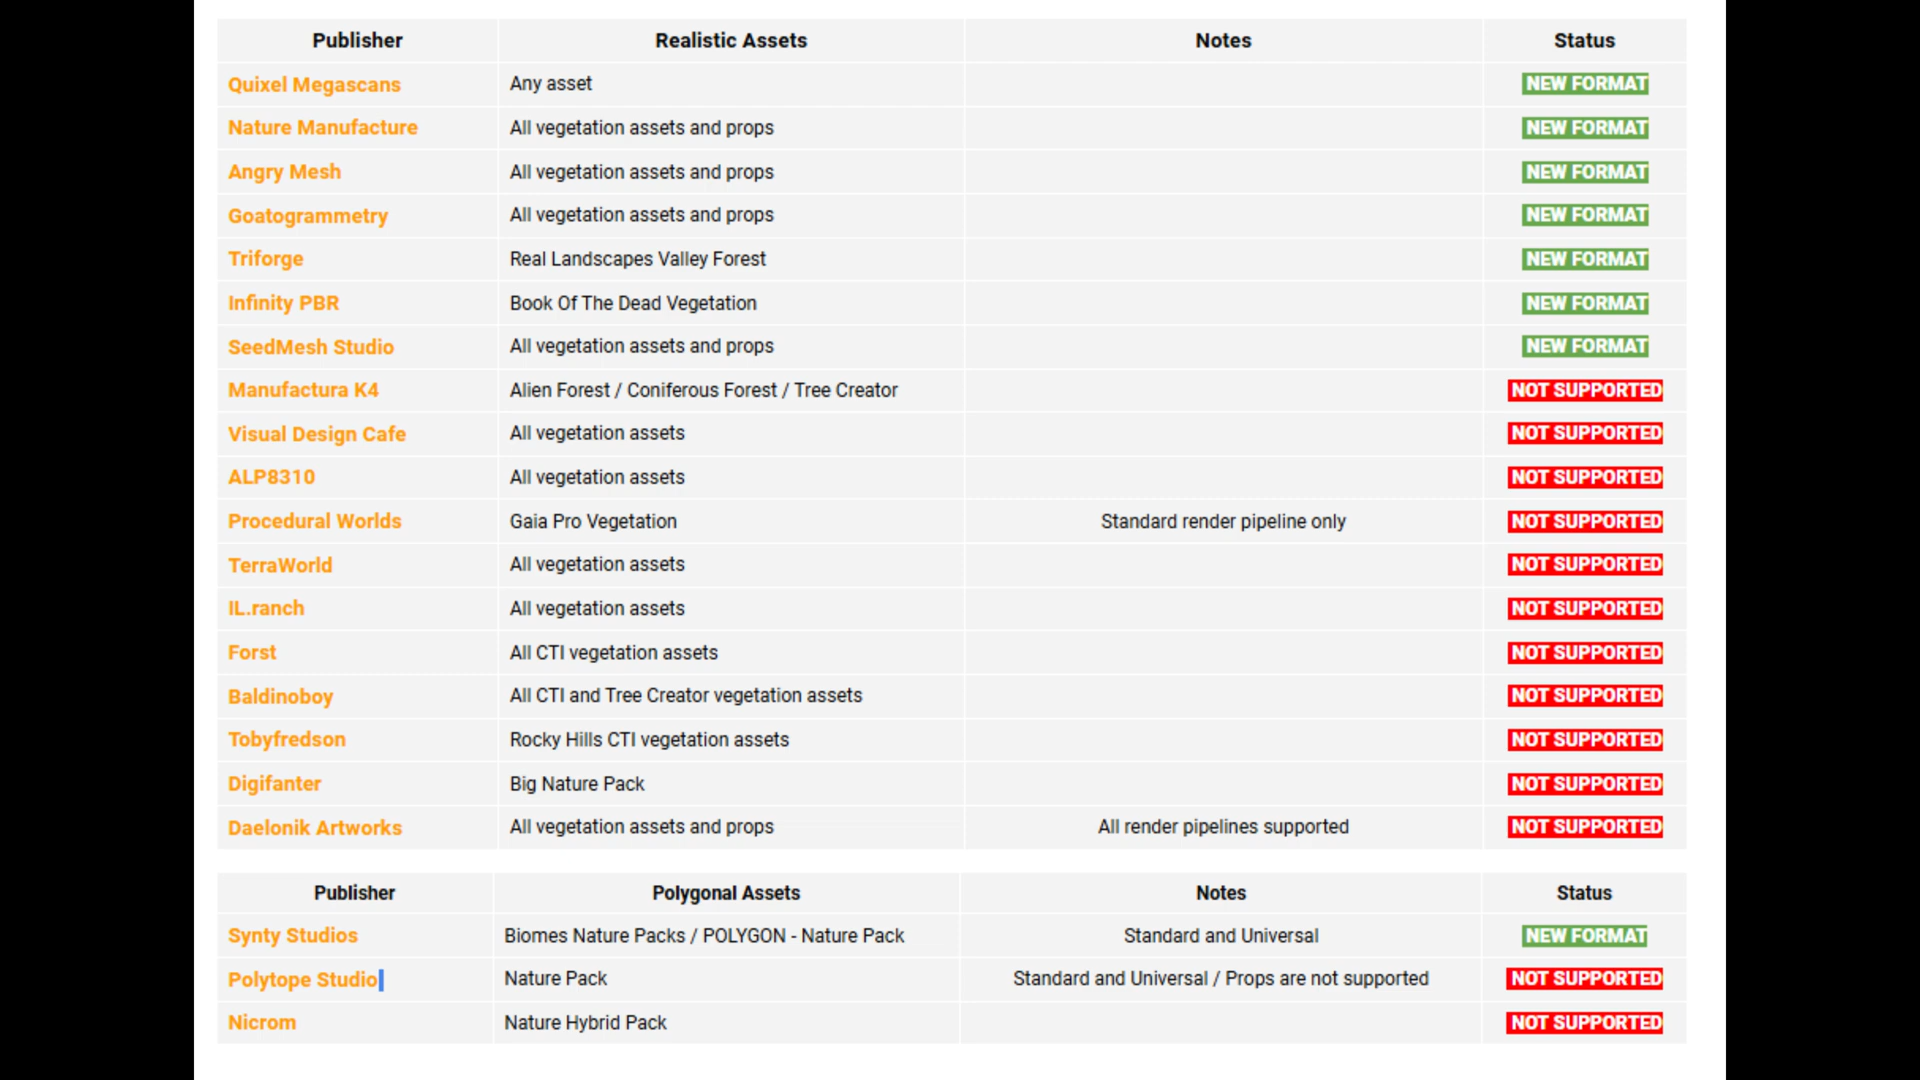 Publisher Realistic Assets Notes Status
Quixel Megascans Any asset NEW FORMAT
Nature Manufacture All vegetation assets and props NEW FORMAT
Angry Mesh All vegetation assets and props NEW FORMAT
Goatogrammetry All vegetation assets and props NEW FORMAT
Triforge Real Landscapes Valley Forest NEW FORMAT
Infinity PBR Book Of The Dead Vegetation NEW FORMAT
SeedMesh Studio All vegetation assets and props NEW FORMAT
Manufactura K4 Alien Forest / Coniferous Forest / Tree Creator NOT SUPPORTED
Visual Design Cafe All vegetation assets NOT SUPPORTED
ALP8310 All vegetation assets NOT SUPPORTED
Procedural Worlds Gaia Pro Vegetation Standard render pipeline only NOT SUPPORTED
TerraWorld All vegetation assets NOT SUPPORTED
IL.ranch All vegetation assets NOT SUPPORTED
Forst All CTI vegetation assets NOT SUPPORTED
Baldinoboy All CTI and Tree Creator vegetation assets NOT SUPPORTED
Tobyfredson Rocky Hills CTI vegetation assets NOT SUPPORTED
Digifanter Big Nature Pack NOT SUPPORTED
Daelonik Artworks All vegetation assets and props All render pipelines supported NOT SUPPORTED
Publisher Polygonal Assets Notes Status
Synty Studios Biomes Nature Packs / POLYGON - Nature Pack Standard and Universal NEW FORMAT
Polytope Studio Nature Pack Standard and Universal / Props are not supported NOT SUPPORTED
Nicrom Nature Hybrid Pack NOT SUPPORTED